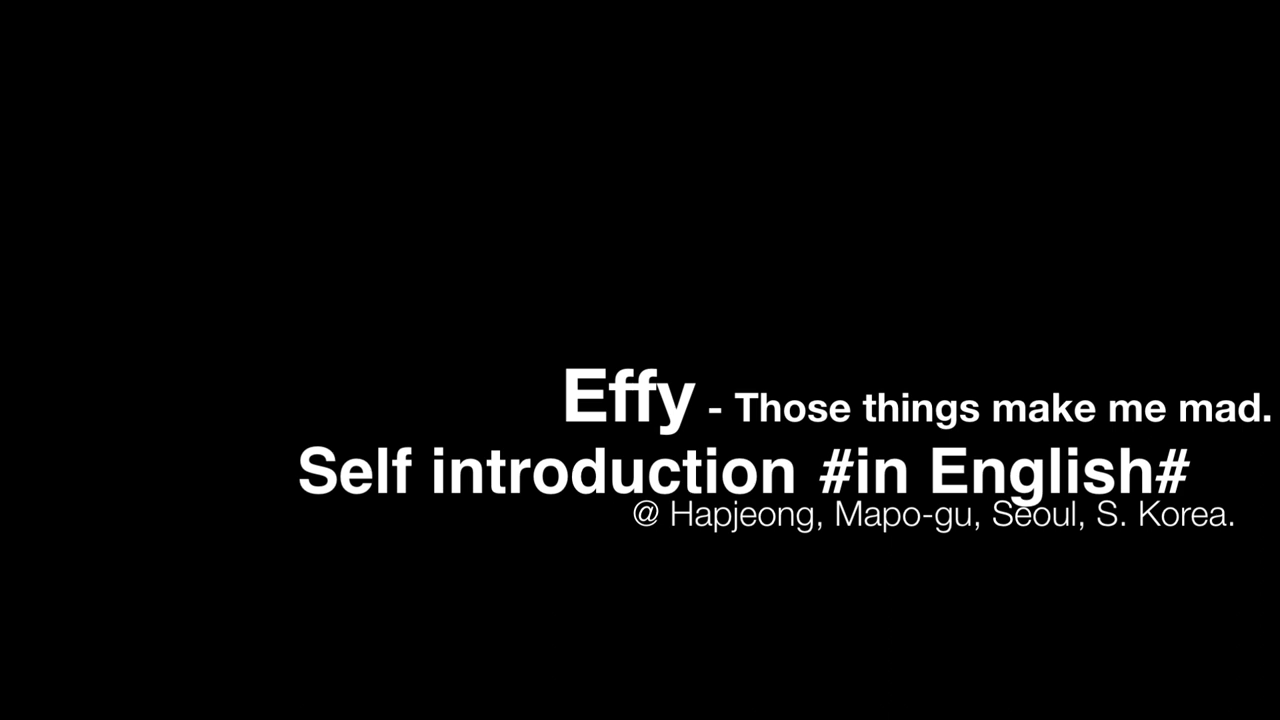 Effy - Those things make me mad.
Self introduction #in English#
@ Hapjeong, Mapo-gu, Seoul, S. Korea.